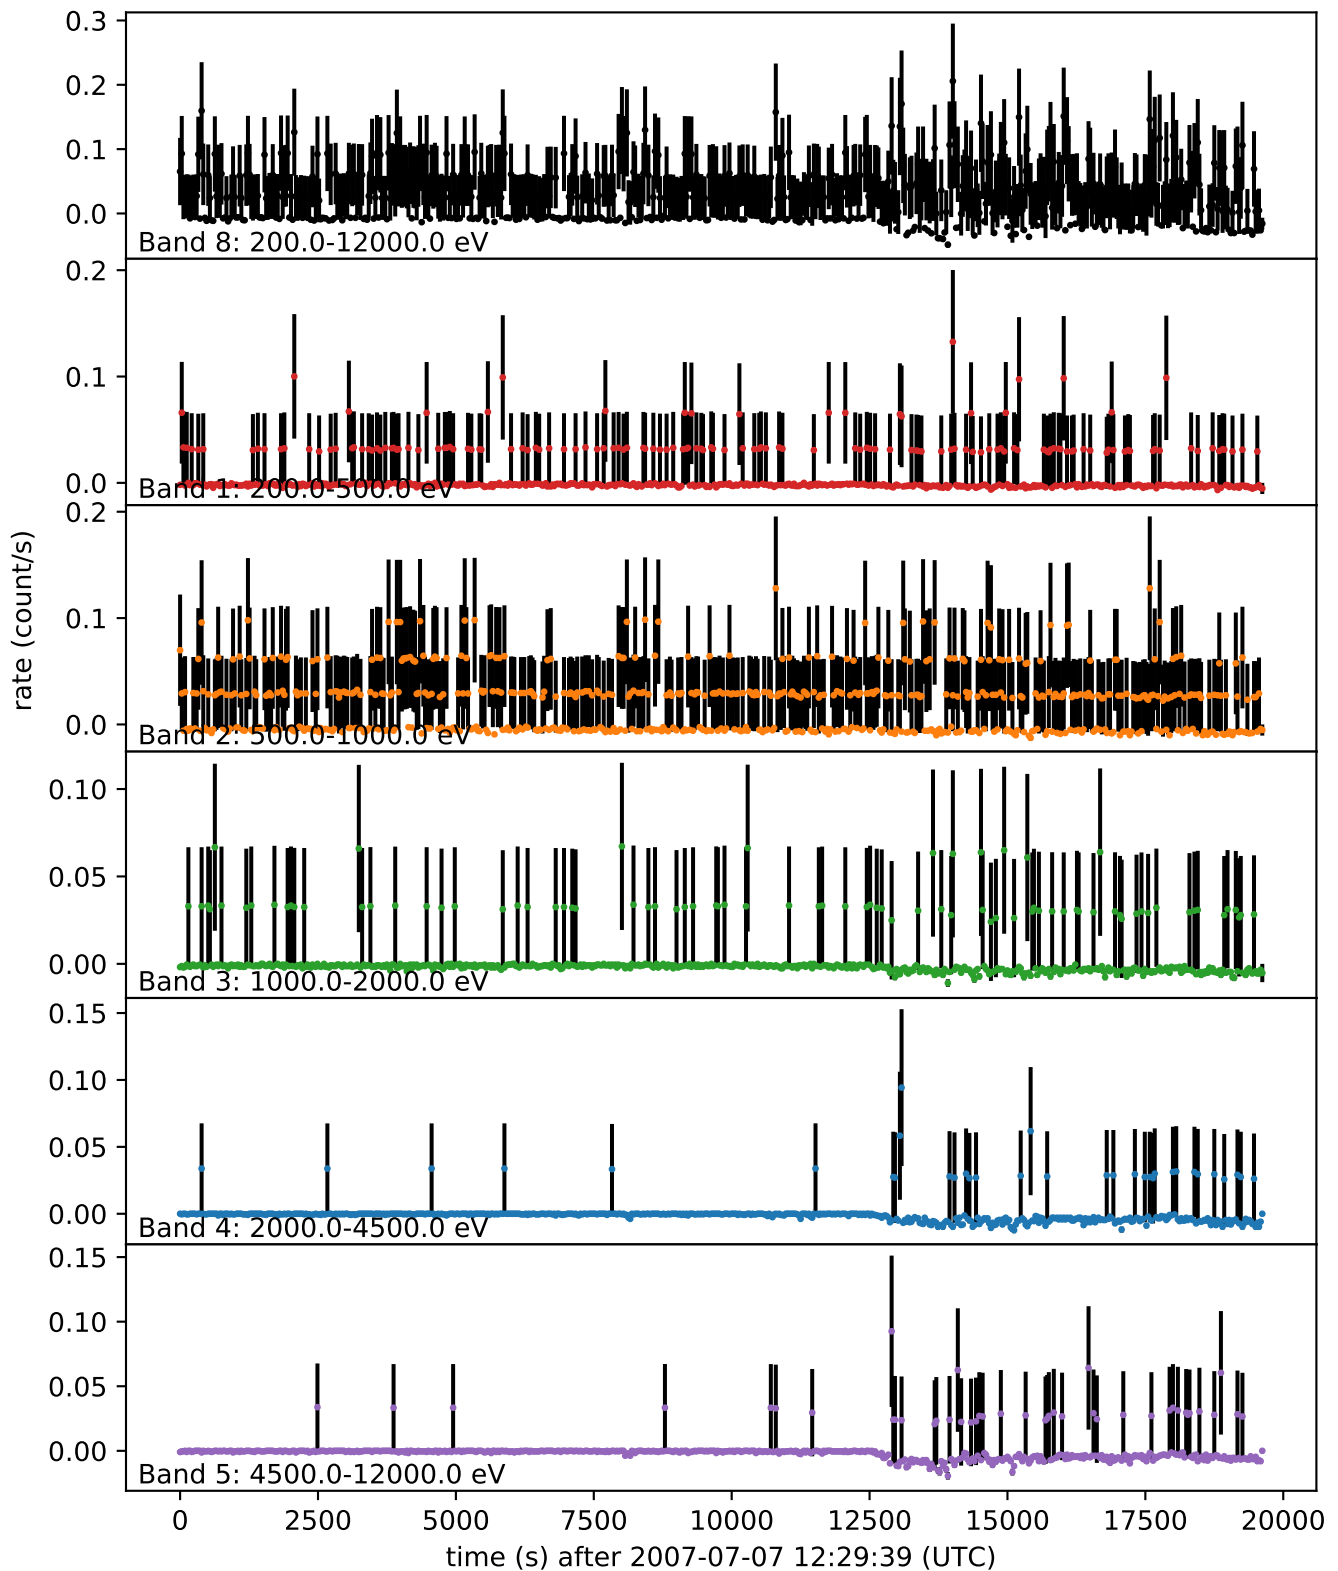 0.3
0.2
0.1
0.0
Band 8: 200.0-12000.0 eV
0.2
0.1
0.0
Band 1: 200.0-500.0 eV
0.2
0.1
0.0
Band 2: 500.0-1000.0 eV
rate (count/s)
0.10
0.05
0.00
Band 3: 1000.0-2000.0 eV
0.15
0.10
0.05
0.00
Band 4: 2000.0-4500.0 eV
0.15
0.10
0.05
0.00
Band 5: 4500.0-12000.0 eV
0 2500 5000 7500 10000 12500 15000 17500 20000
time (s) after 2007-07-07 12:29:39 (UTC)